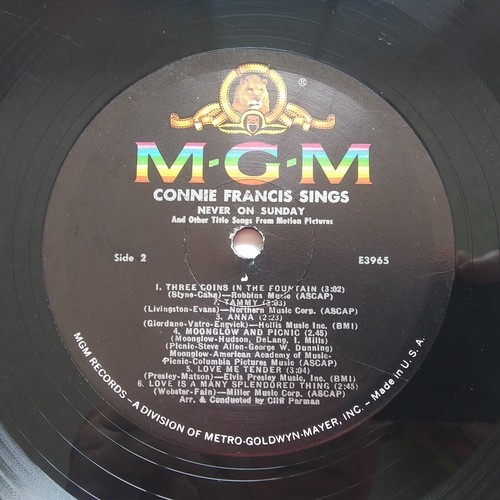 ®
M-G-M
CONNIE FRANCIS SINGS
NEVER ON SUNDAY
And Other Title Songs From Motion Pictures
Side 2
E3965
1. THREE COINS IN THE FOUNTAIN (3:02)
(Styne-Cahn)—Robbins Music (ASCAP)
2. TAMMY (3:03)
(Livingston-Evans)—Northern Music Corp. (ASCAP)
3. ANNA (2:23)
(Giordano-Vatro-Engvick)—Hollis Music Inc. (BMI)
4. MOONGLOW AND PICNIC (2:45)
(Moonglow-Hudson, DeLang, I. Mills)
(Picnic-Steve Allen-George W. Dunning)
Moonglow-American Academy of Music-
Picnic-Columbia Pictures Music (ASCAP)
5. LOVE ME TENDER (3:04)
(Presley-Matson)—Elvis Presley Music, Inc. (BMI)
6. LOVE IS A MANY SPLENDORED THING (2:45)
(Webster-Fain)—Miller Music Corp. (ASCAP)
Arr. & Conducted by Cliff Parman
MGM RECORDS—A DIVISION OF METRO-GOLDWYN-MAYER, INC.—Made in U.S.A.